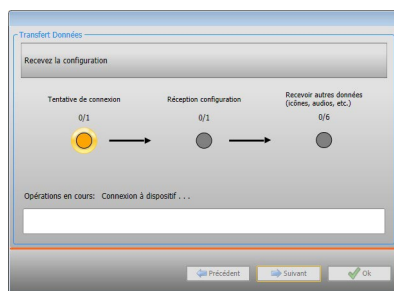 Transfert Données
Recevez la configuration
Tentative de connexion
Réception configuration
Recevoir autres données
(icônes, audios, etc.)
0/1
0/1
0/6
Opérations en cours: Connexion à dispositif . . .
Précédent
Suivant
Ok